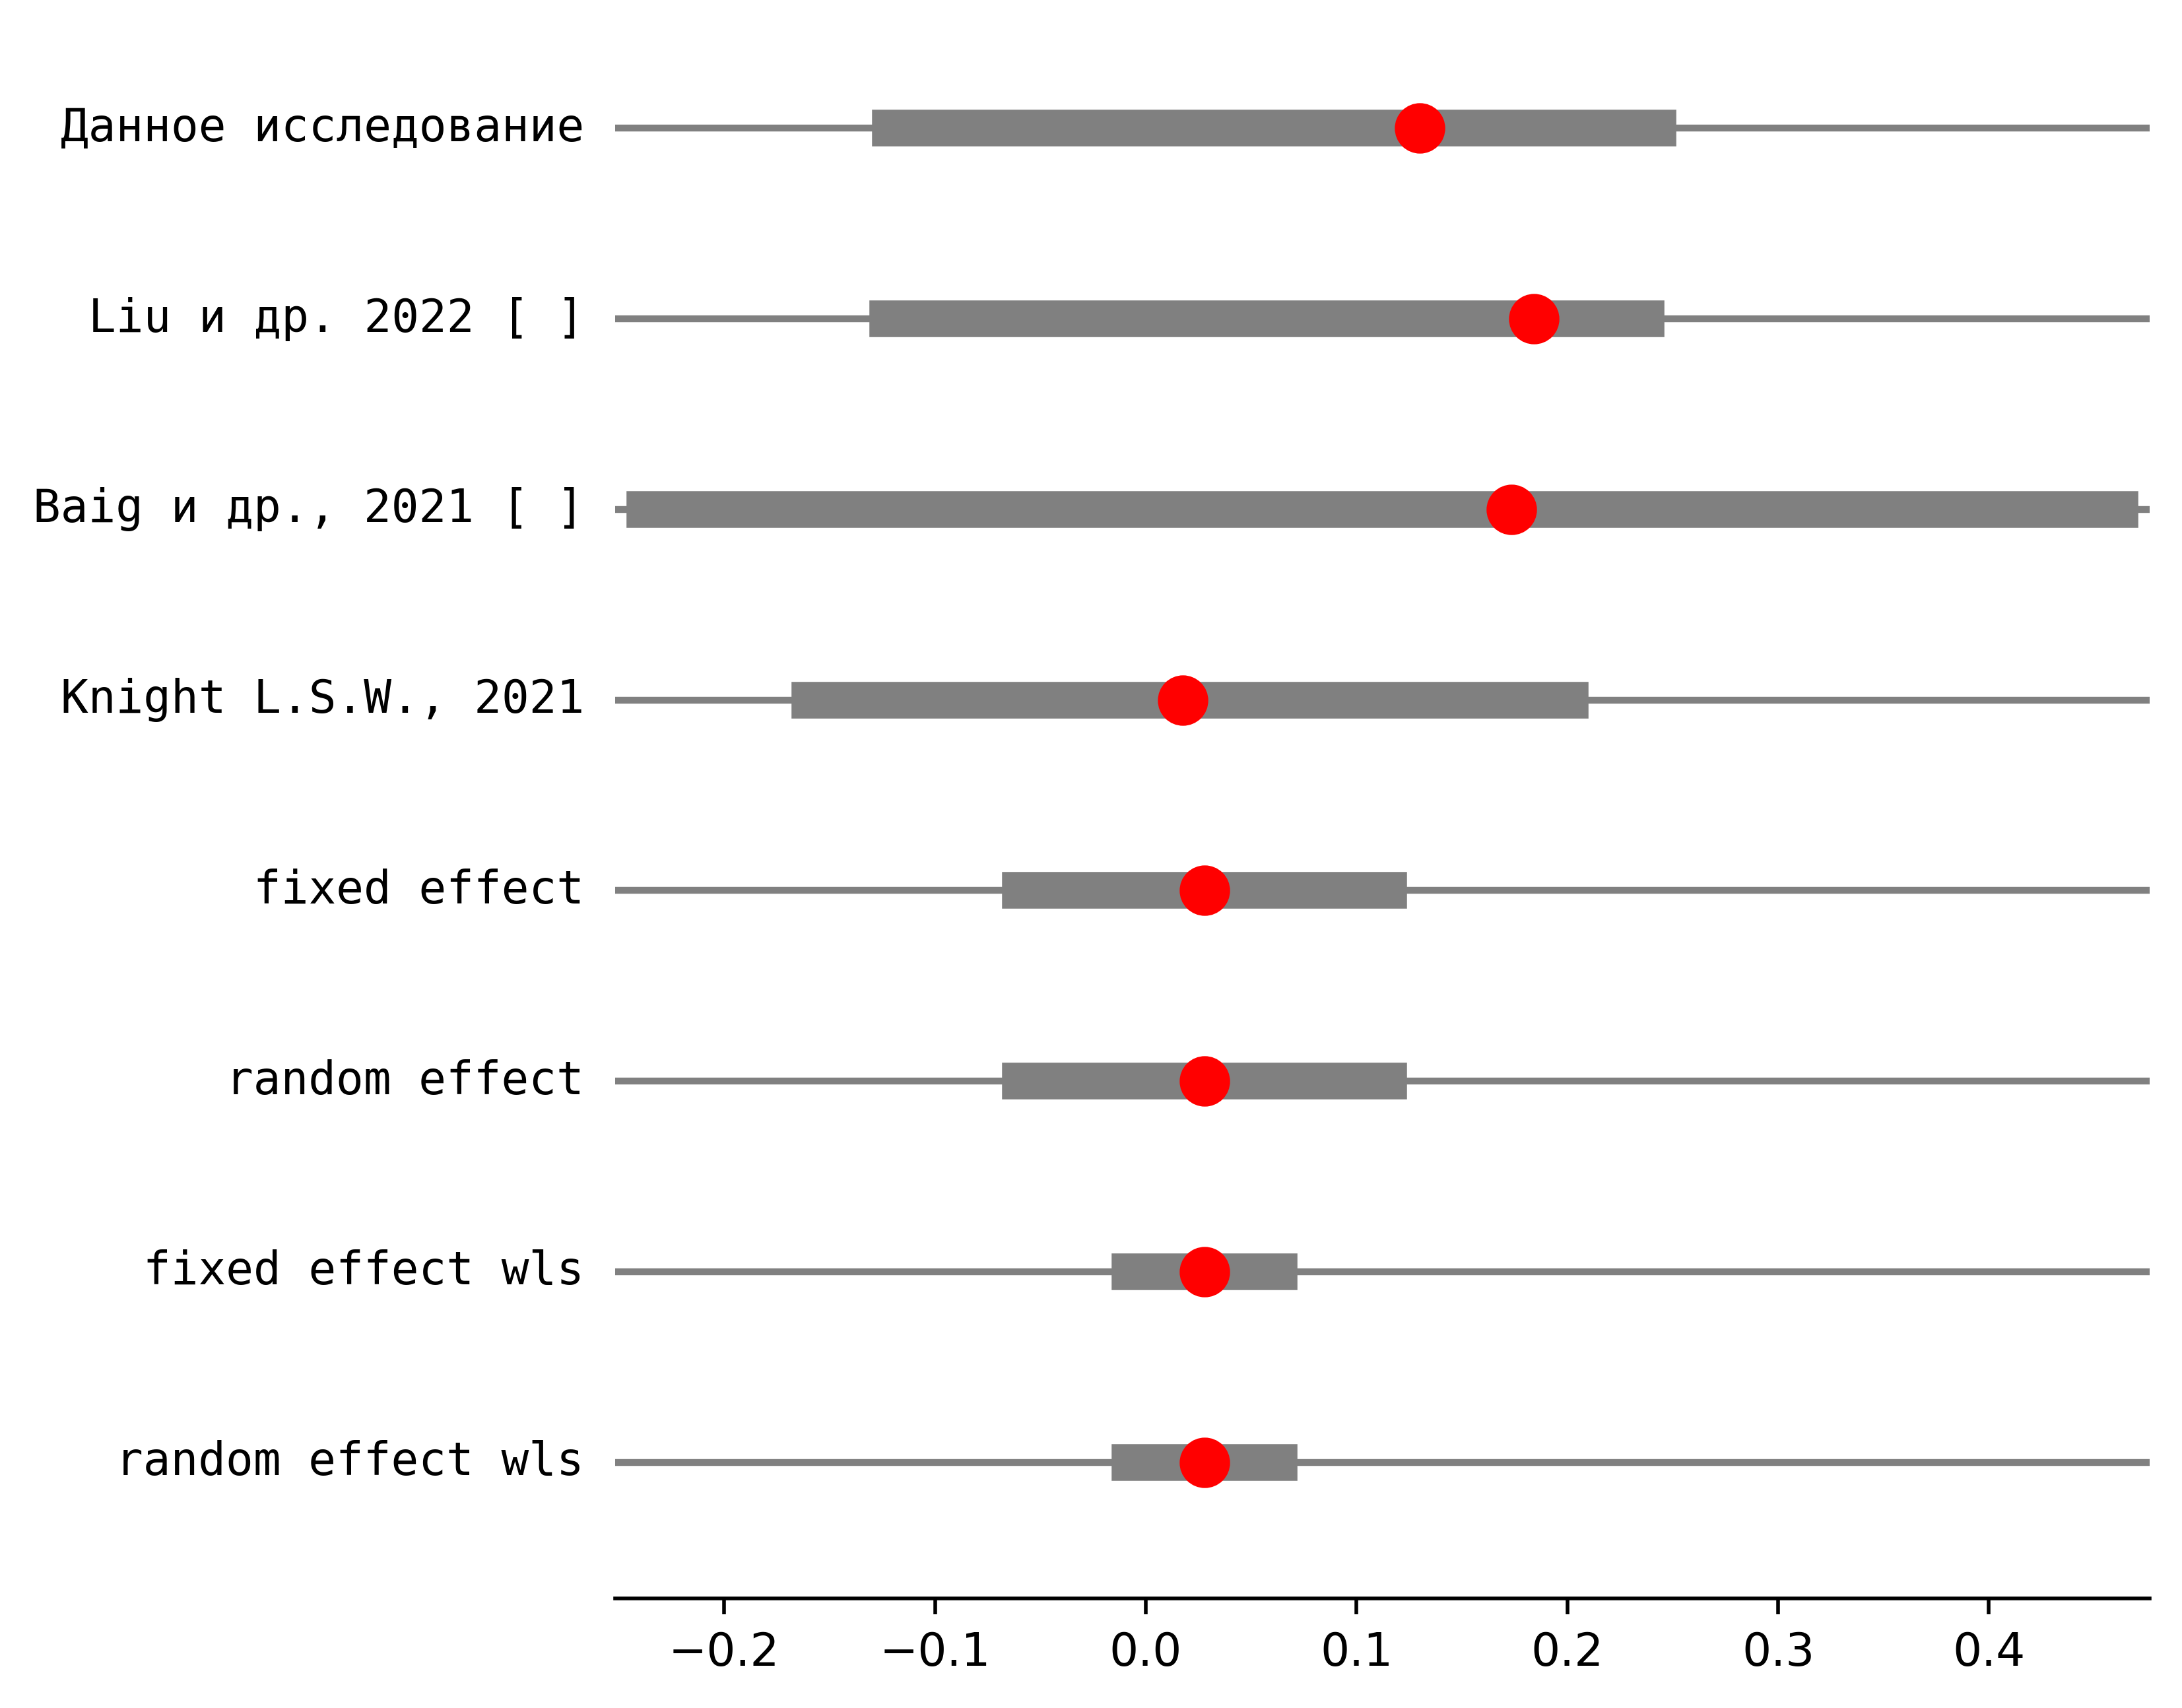 Данное исследование
Liu и др. 2022 [ ]
Baig и др., 2021 [ ]
Knight L.S.W., 2021
fixed effect
random effect
fixed effect wls
random effect wls
−0.2 −0.1 0.0 0.1 0.2 0.3 0.4